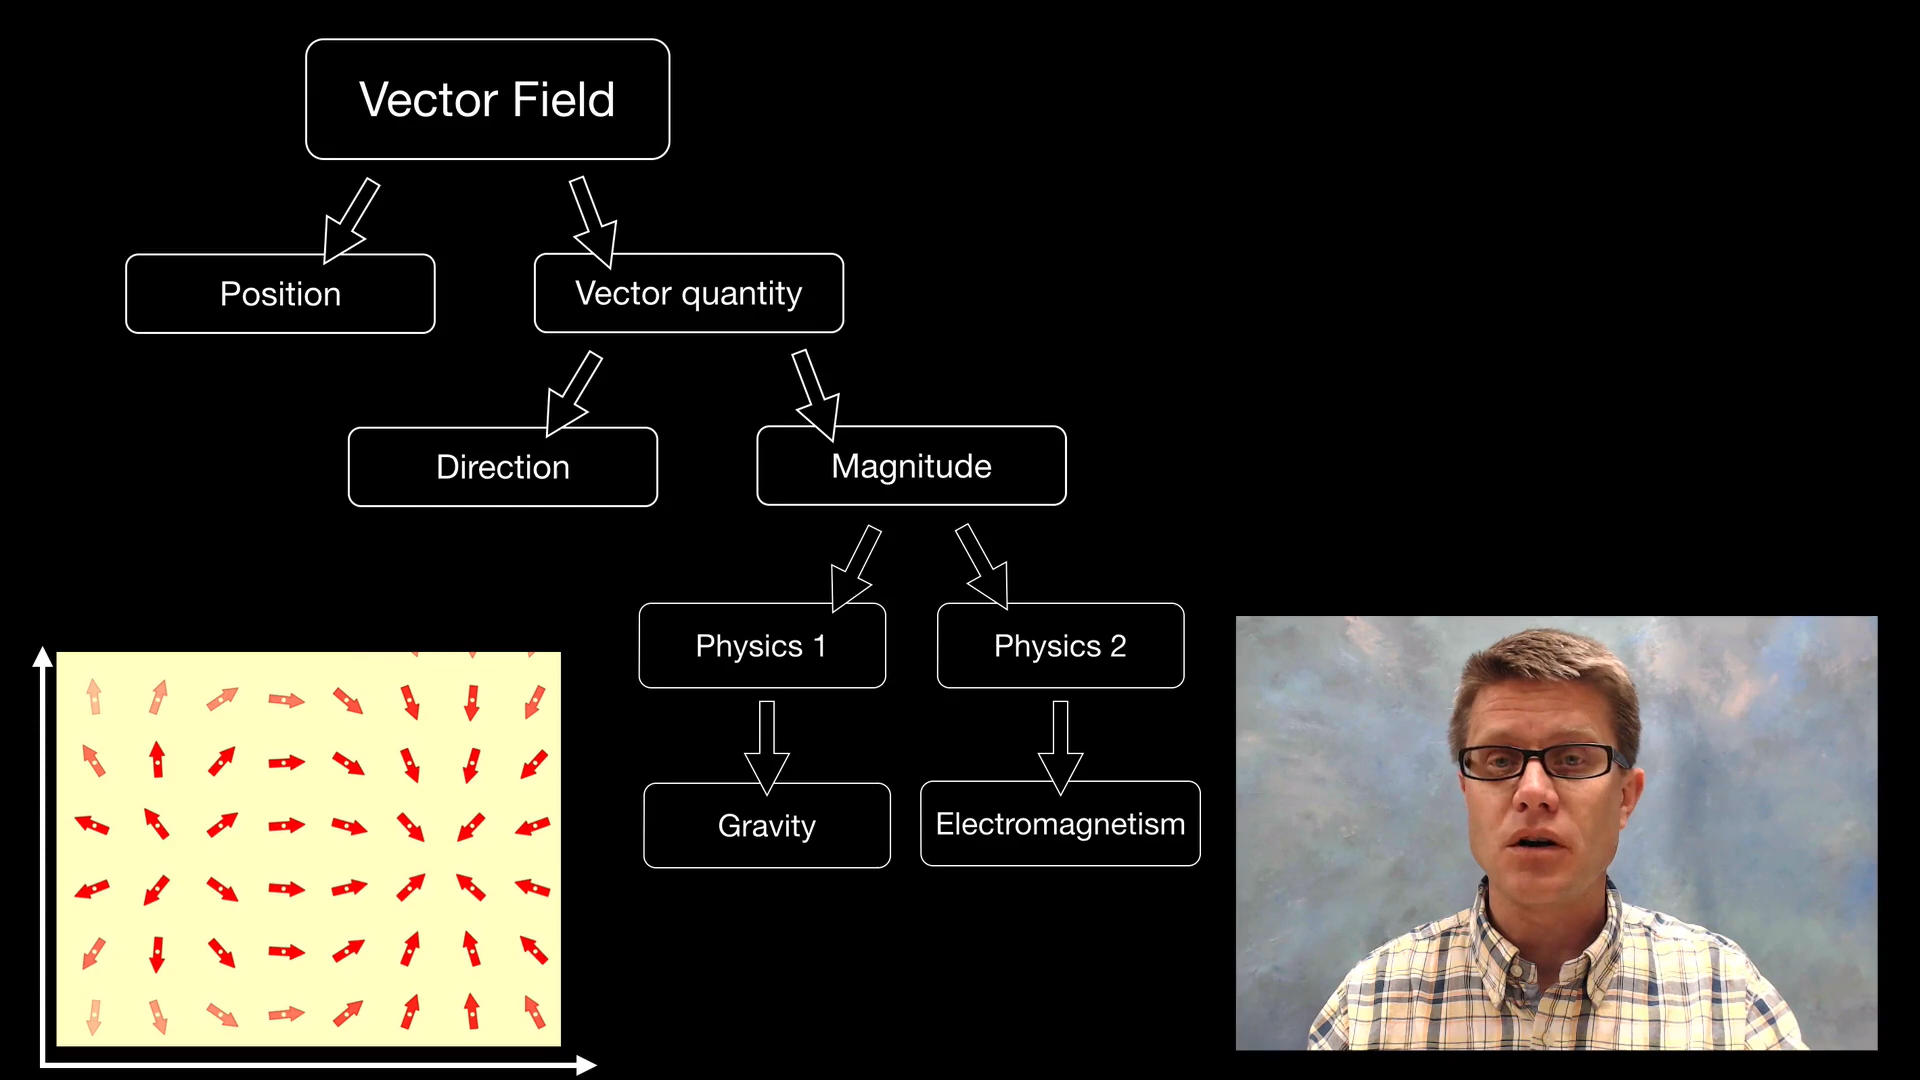 Vector Field
Position
Vector quantity
Direction
Magnitude
Physics 1
Physics 2
Gravity
Electromagnetism